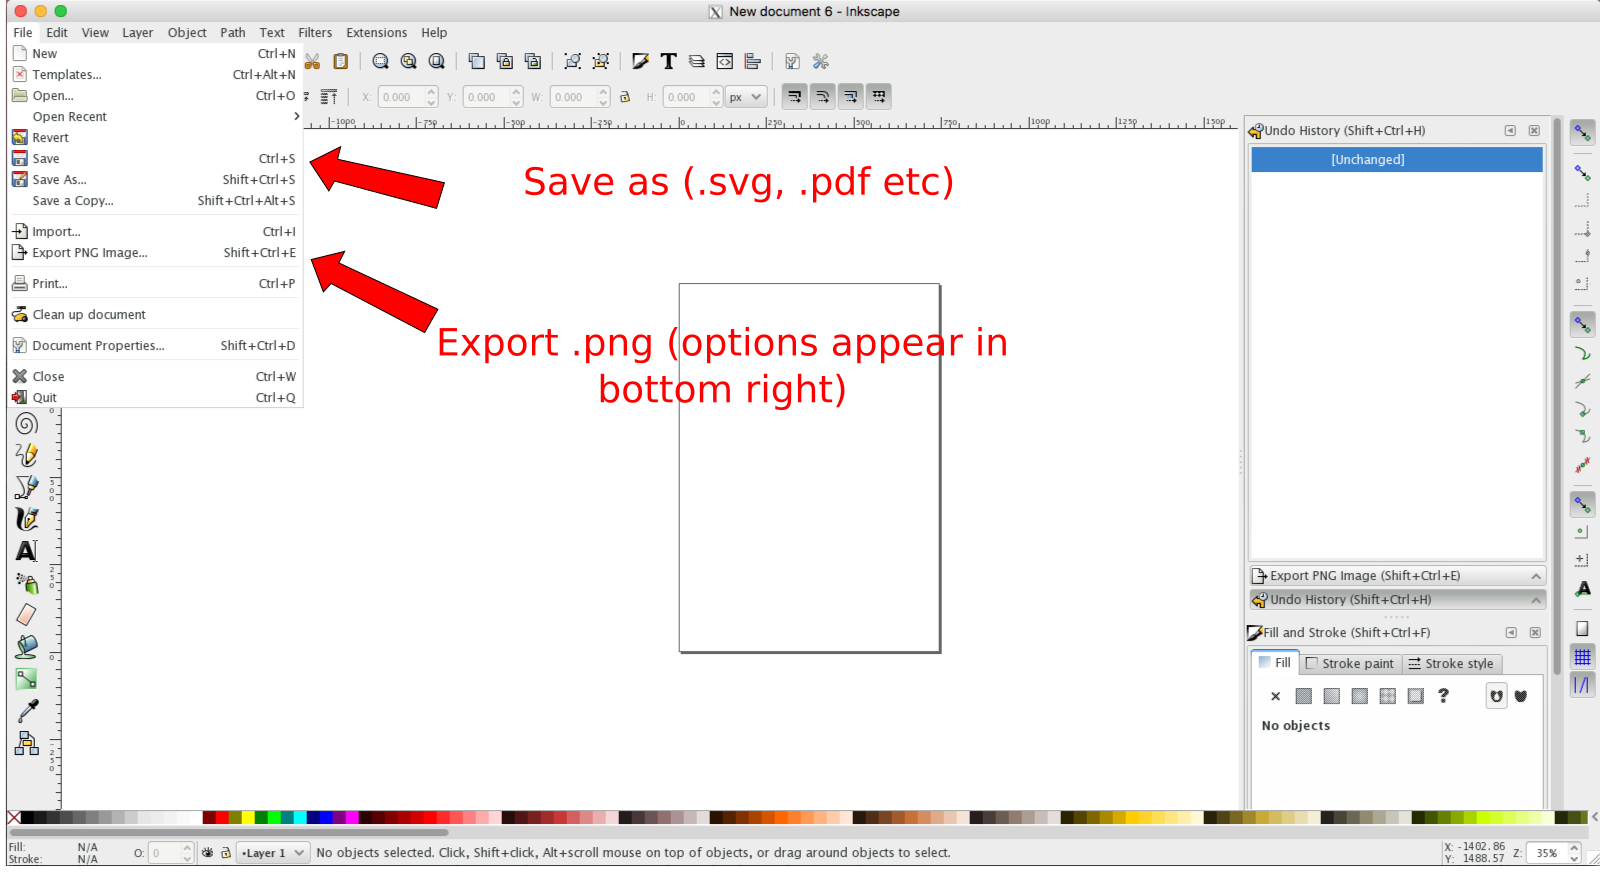 New document 6 - Inkscape
File Edit View Layer Object Path Text Filters Extensions Help
New Ctrl+N
Templates... Ctrl+Alt+N
Open... Ctrl+O
Open Recent
Revert
Save Ctrl+S
Save As... Shift+Ctrl+S
Save a Copy... Shift+Ctrl+Alt+S
Import... Ctrl+I
Export PNG Image... Shift+Ctrl+E
Print... Ctrl+P
Clean up document
Document Properties... Shift+Ctrl+D
Close Ctrl+W
Quit Ctrl+Q
X: 0.000 Y: 0.000 W: 0.000 H: 0.000 px
-1000 -750 -500 -250 0 250 500 750 1000 1250 1500
Save as (.svg, .pdf etc)
Export .png (options appear in
bottom right)
Undo History (Shift+Ctrl+H)
[Unchanged]
Export PNG Image (Shift+Ctrl+E)
Undo History (Shift+Ctrl+H)
Fill and Stroke (Shift+Ctrl+F)
Fill Stroke paint Stroke style
No objects
Fill: N/A
Stroke: N/A
O: 0
•Layer 1
No objects selected. Click, Shift+click, Alt+scroll mouse on top of objects, or drag around objects to select.
X: -1402.86
Y: 1488.57
Z: 35%